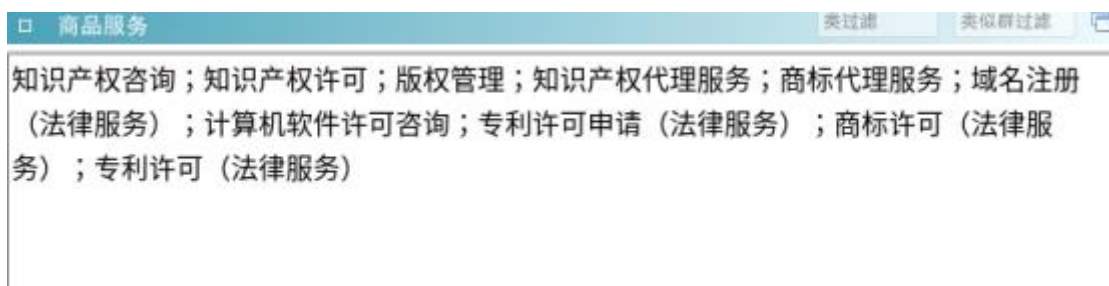 商品服务
类过滤
类似群过滤
知识产权咨询；知识产权许可；版权管理；知识产权代理服务；商标代理服务；域名注册
（法律服务）；计算机软件许可咨询；专利许可申请（法律服务）；商标许可（法律服
务）；专利许可（法律服务）